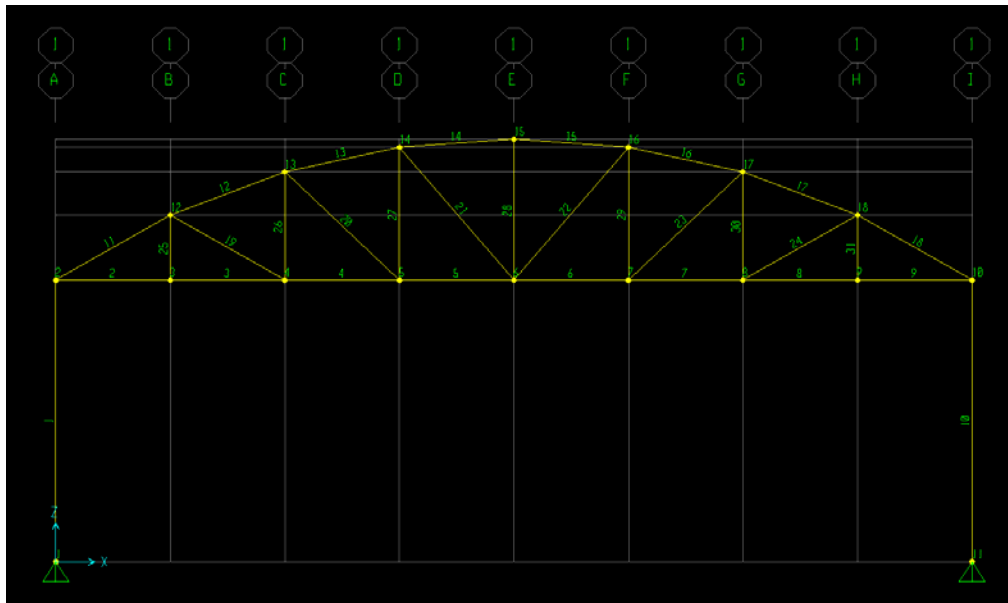 1 1 1 1 1 1 1 1 1
A B C D E F G H I
15
14 14 15 16
13 13 16 17
12 12 17 18
11 25 19 26 20 27 21 28 22 29 23 30 24 31 18
2 2 3 3 4 4 5 5 6 6 7 7 8 8 9 9 10
1 10
Z
1 X 11